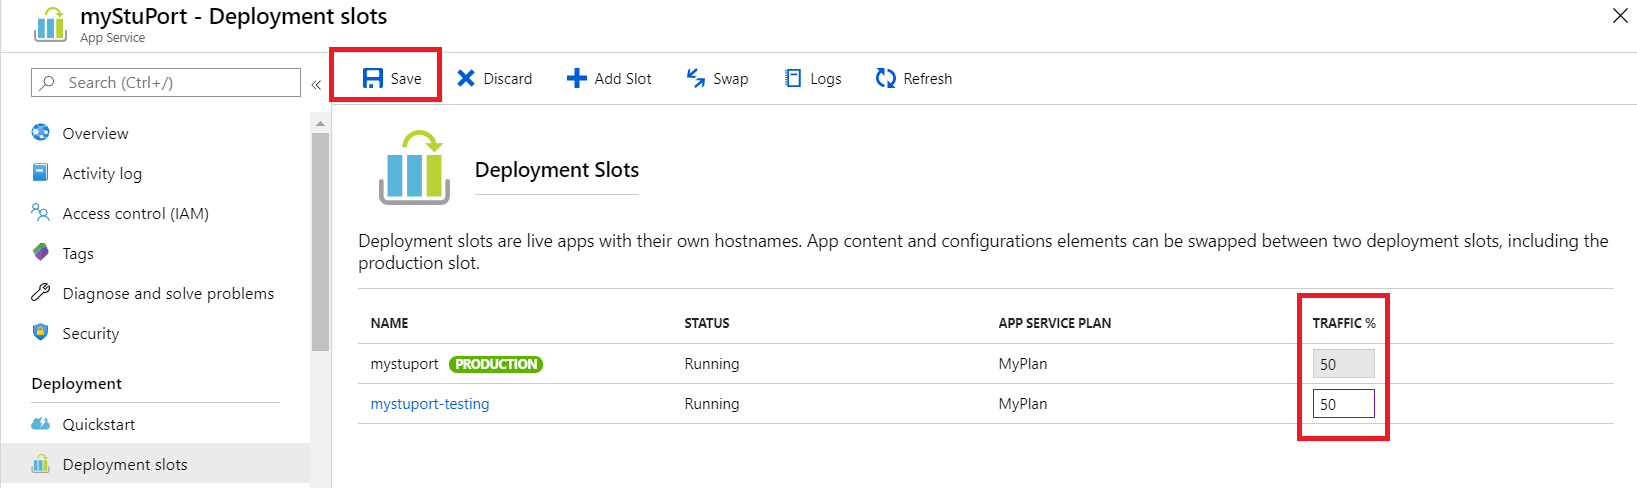 myStuPort - Deployment slots
App Service
Search (Ctrl+/)
«
Save
Discard
Add Slot
Swap
Logs
Refresh
Overview
Activity log
Access control (IAM)
Tags
Diagnose and solve problems
Security
Deployment
Quickstart
Deployment slots
Deployment Slots
Deployment slots are live apps with their own hostnames. App content and configurations elements can be swapped between two deployment slots, including the
production slot.
NAME STATUS APP SERVICE PLAN TRAFFIC %
mystuport PRODUCTION Running MyPlan 50
mystuport-testing Running MyPlan 50